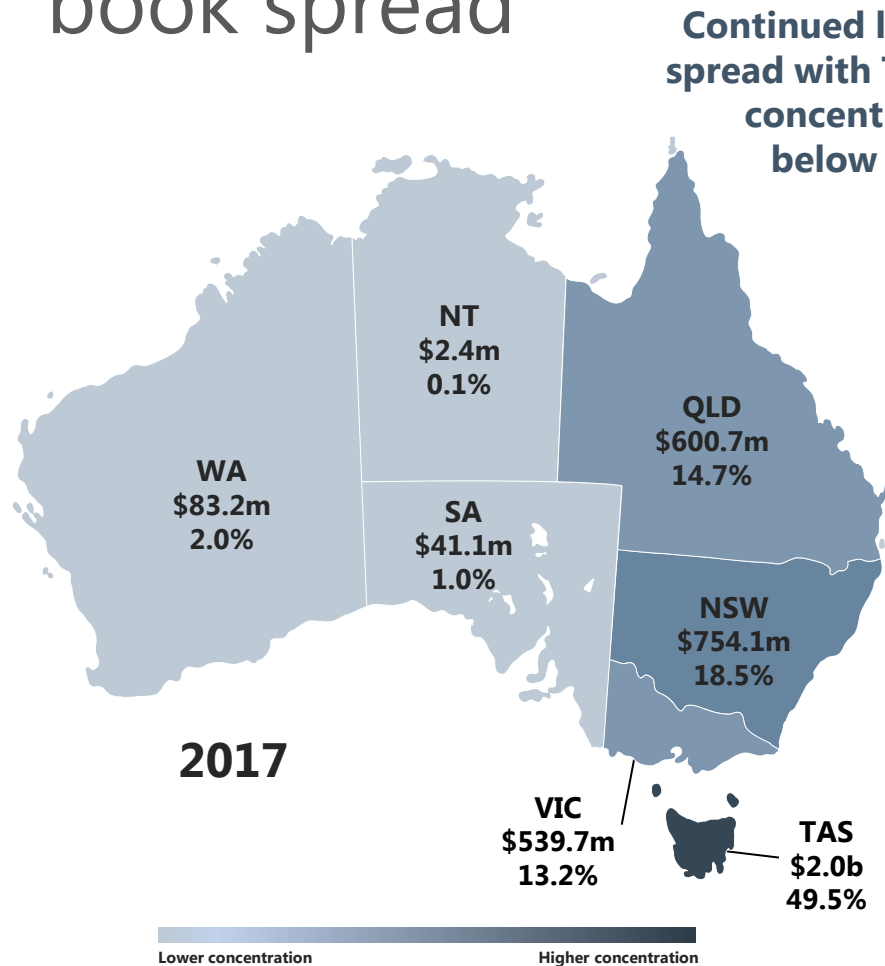 book spread
Continued
spread with
below
NT
$2.4m
0.1%
QLD
$600.7m
14.7%
WA
$83.2m
2.0%
SA
$41.1m
1.0%
NSW
$754.1m
18.5%
2017
VIC
$539.7m
13.2%
TAS
$2.0b
49.5%
Lower concentration
Higher concentration